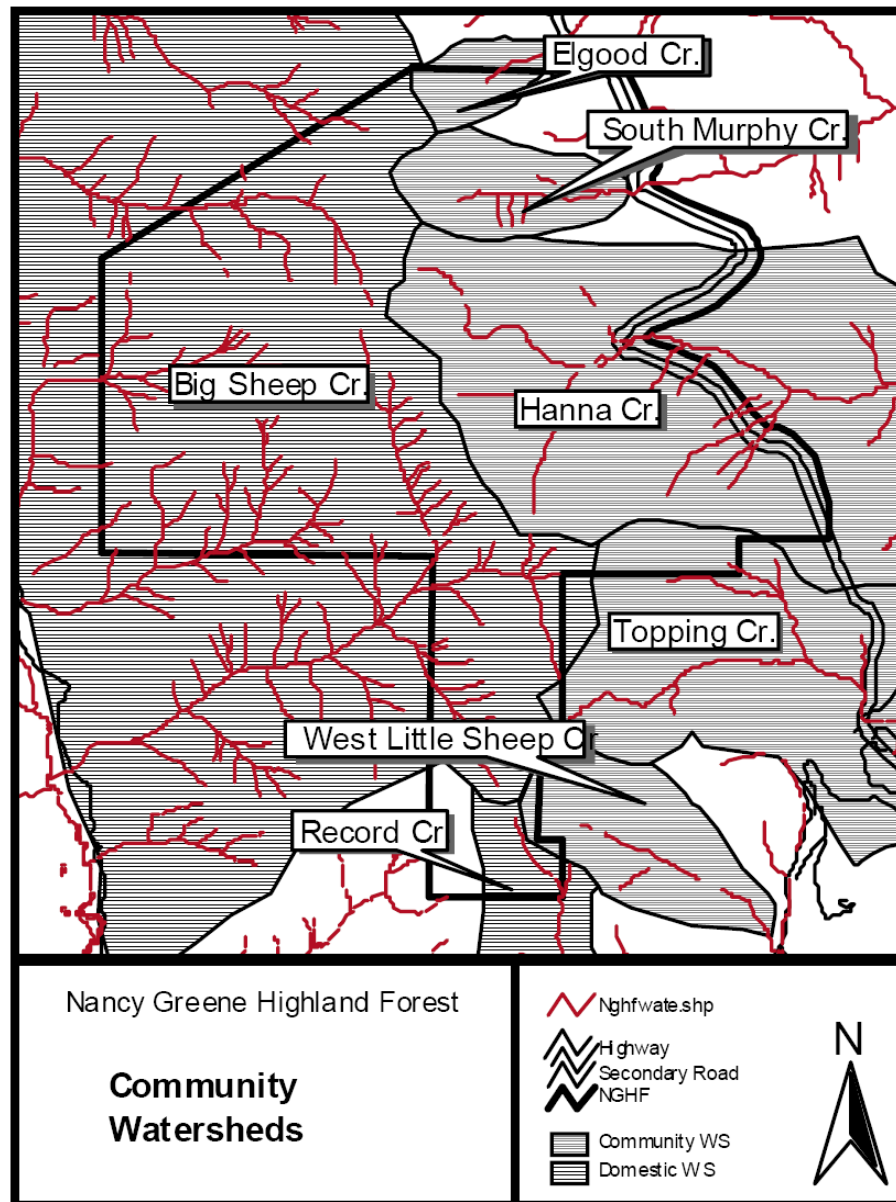 Elgood Cr.
South Murphy Cr.
Big Sheep Cr.
Hanna Cr.
Topping Cr.
West Little Sheep Cr
Record Cr
Nancy Greene Highland Forest
Community
Watersheds
Nghfwate.shp
Highway
Secondary Road
NGHF
Community WS
Domestic WS
N